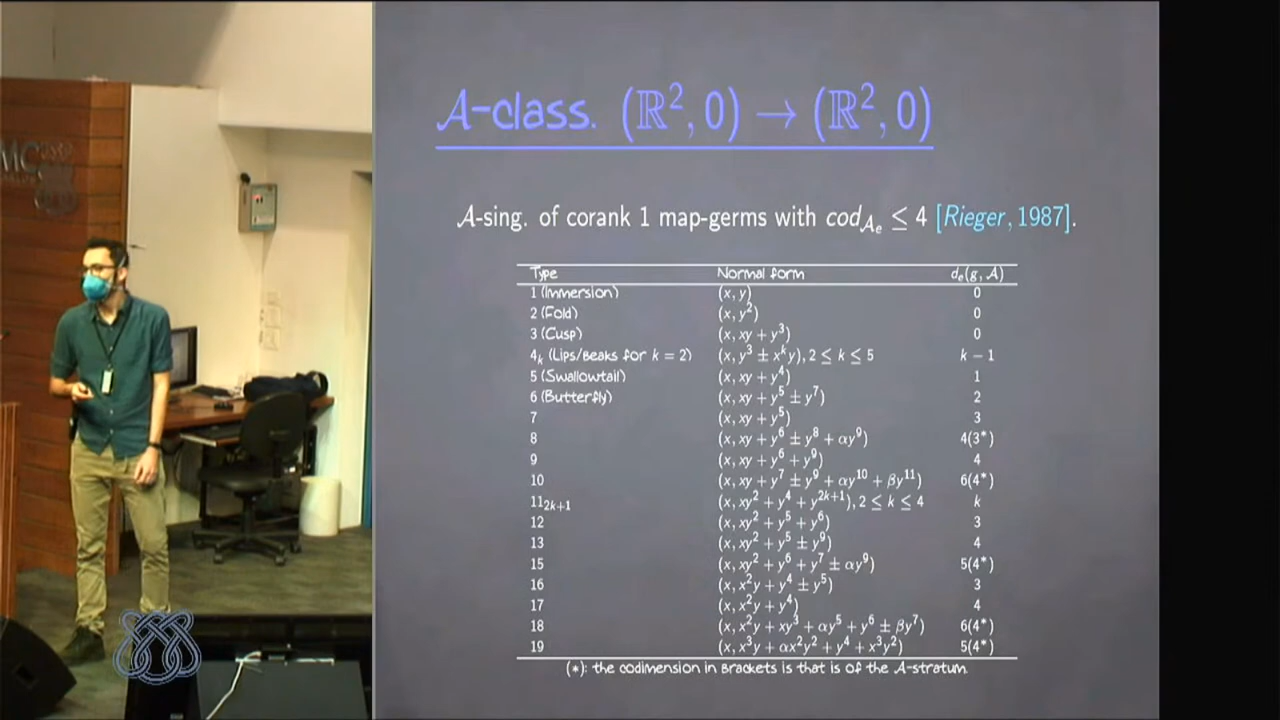 MC
𝒜-class. (ℝ², 0) → (ℝ², 0)
𝒜-sing. of corank 1 map-germs with cod_{𝒜_e} ≤ 4 [Rieger, 1987].
Type Normal form d_e(g, 𝒜)
1 (Immersion) (x, y) 0
2 (Fold) (x, y²) 0
3 (Cusp) (x, xy + y³) 0
4_k (Lips/Beaks for k = 2) (x, y³ ± x^k y), 2 ≤ k ≤ 5 k − 1
5 (Swallowtail) (x, xy + y⁴) 1
6 (Butterfly) (x, xy + y⁵ ± y⁷) 2
7 (x, xy + y⁵) 3
8 (x, xy + y⁶ ± y⁸ + αy⁹) 4(3*)
9 (x, xy + y⁶ + y⁹) 4
10 (x, xy + y⁷ ± y⁹ + αy¹⁰ + βy¹¹) 6(4*)
11_{2k+1} (x, xy² + y⁴ + y^{2k+1}), 2 ≤ k ≤ 4 k
12 (x, xy² + y⁵ + y⁶) 3
13 (x, xy² + y⁵ ± y⁹) 4
15 (x, xy² + y⁶ + y⁷ ± αy⁹) 5(4*)
16 (x, x²y + y⁴ ± y⁵) 3
17 (x, x²y + y⁴) 4
18 (x, x²y + xy³ + αy⁵ + y⁶ ± βy⁷) 6(4*)
19 (x, x³y + αx²y² + y⁴ + x³y²) 5(4*)
(*): the codimension in brackets is that is of the 𝒜-stratum.